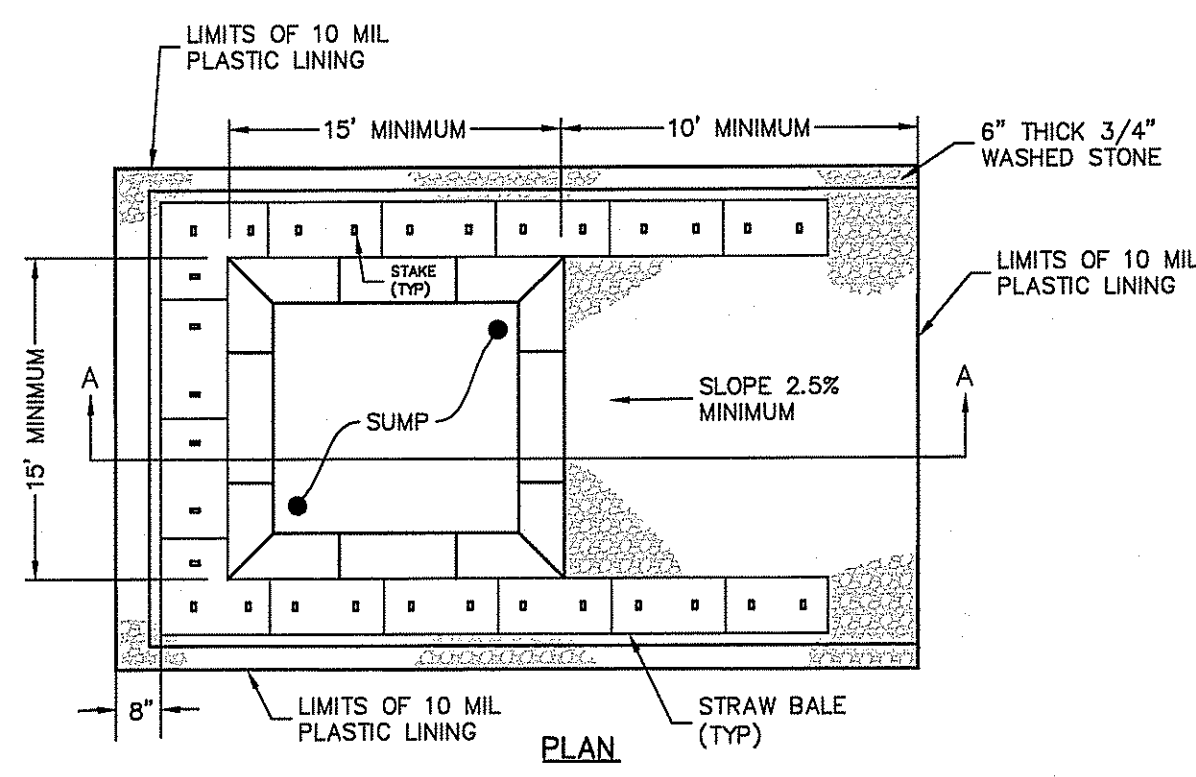 LIMITS OF 10 MIL
PLASTIC LINING
15' MINIMUM
10' MINIMUM
6" THICK 3/4"
WASHED STONE
STAKE
(TYP)
LIMITS OF 10 MIL
PLASTIC LINING
15' MINIMUM
A
SUMP
SLOPE 2.5%
MINIMUM
A
8"
LIMITS OF 10 MIL
PLASTIC LINING
STRAW BALE
(TYP)
PLAN